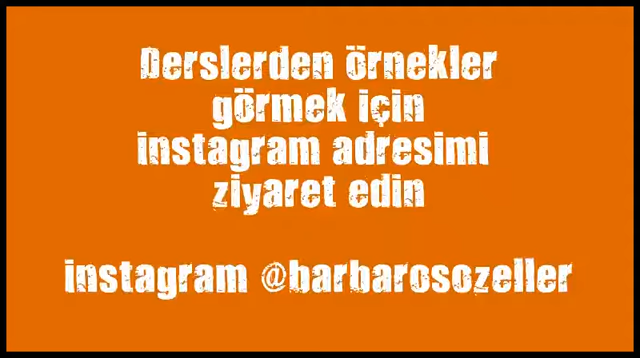 Derslerden örnekler
görmek için
instagram adresimi
ziyaret edin
instagram @barbarosozeller